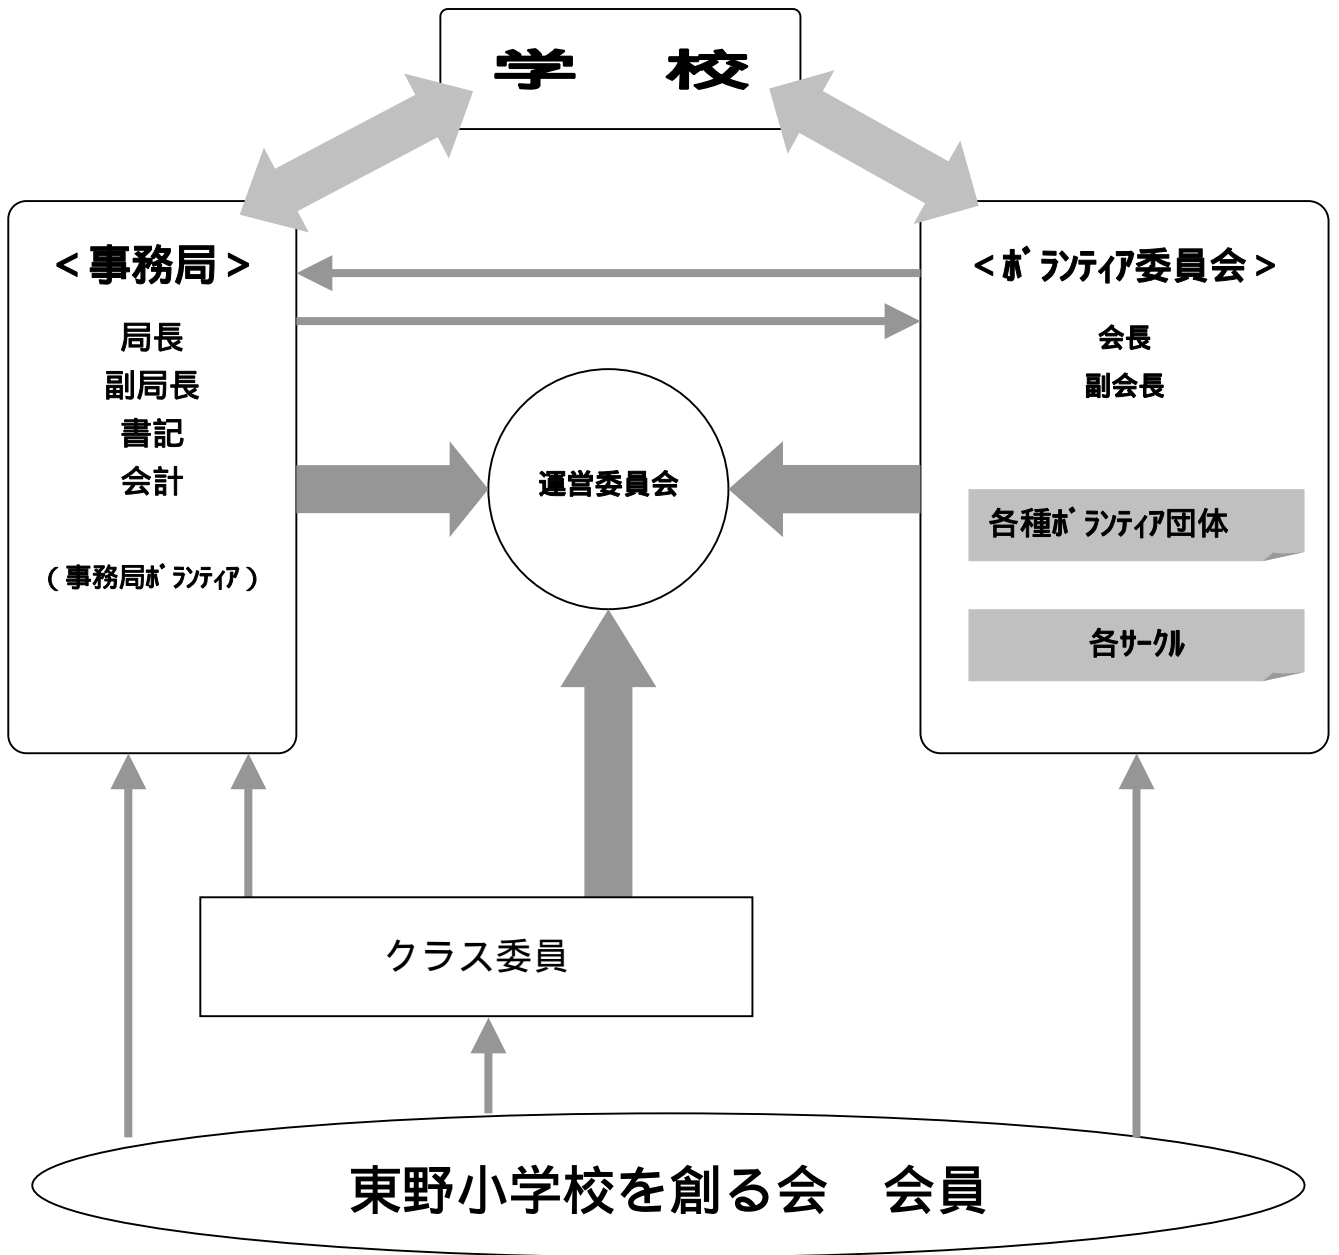 学　校
＜事務局＞
局長
副局長
書記
会計
（事務局ﾎﾞﾗﾝﾃｨｱ）
＜ﾎﾞﾗﾝﾃｨｱ委員会＞
会長
副会長
各種ﾎﾞﾗﾝﾃｨｱ団体
各ｻｰｸﾙ
運営委員会
クラス委員
東野小学校を創る会　会員